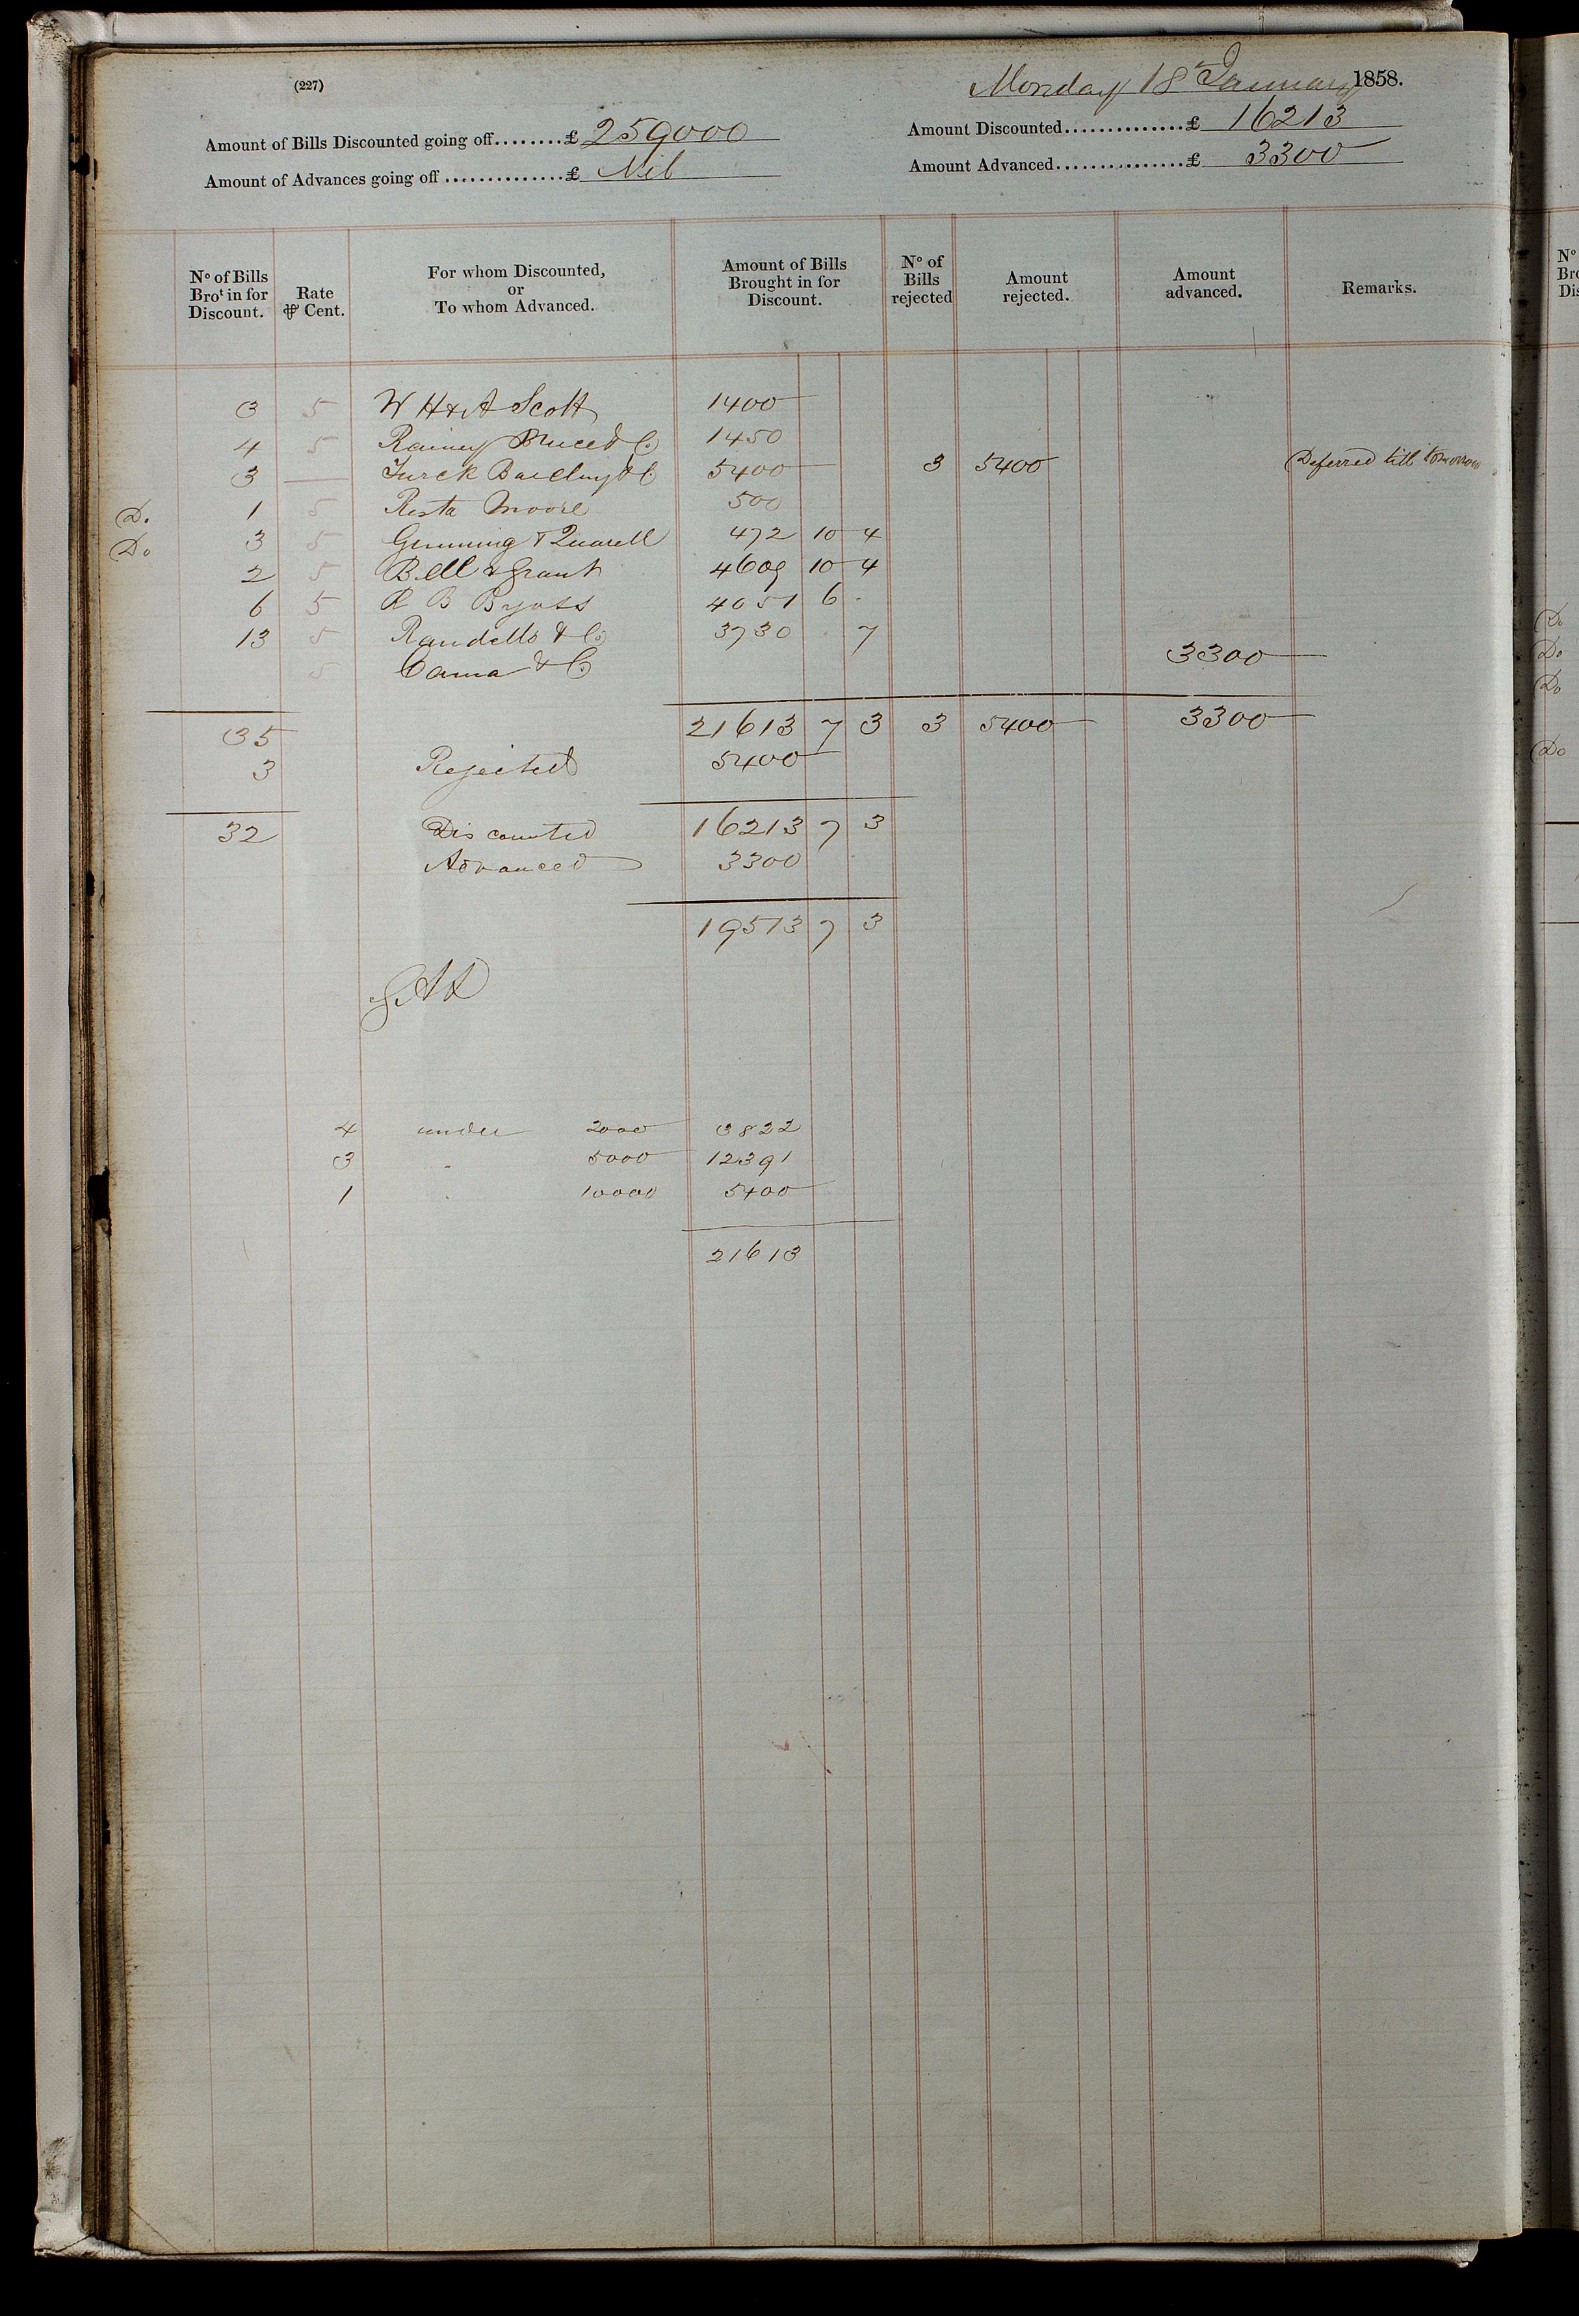 (227)
Monday 18th January 1858.
Amount of Bills Discounted going off........£ 259000
Amount Discounted..............£ 16213
Amount of Advances going off..............£ Nil
Amount Advanced...............£ 3300
No of Bills Brot in for Discount. Rate ⅌ Cent. For whom Discounted, or To whom Advanced. Amount of Bills Brought in for Discount. No of Bills rejected Amount rejected. Amount advanced. Remarks.
3 5 W H & A Scott 1400
4 5 Rainey Bruce & Co 1450
3 — Turck Barclay & Co 5400 3 5400 Deferred till tomorrow
Do 1 5 Resta Moore 500
Do 3 5 Gumming & Quarell 472 10 4
2 5 Bell & Grant 4609 10 4
6 5 R B Byass 4051 6 -
13 5 Randells & Co 3730 . 7
5 Cama & Co 3300
35 21613 7 3 3 5400 3300
3 Rejected 5400
32 Discounted 16213 7 3
Advanced 3300
19513 7 3
4 under 2000 3822
3 " 5000 12391
1 " 10000 5400
21613
No
Bro
Dis
Do
Do
Do
Do